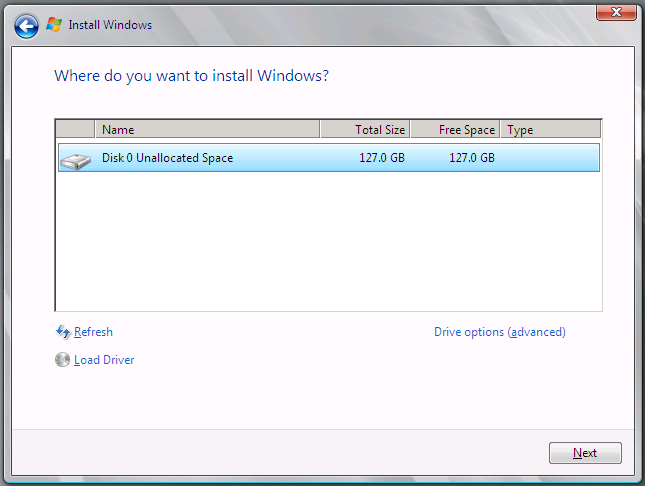 Install Windows
Where do you want to install Windows?
Name Total Size Free Space Type
Disk 0 Unallocated Space 127.0 GB 127.0 GB
Refresh Drive options (advanced)
Load Driver
Next